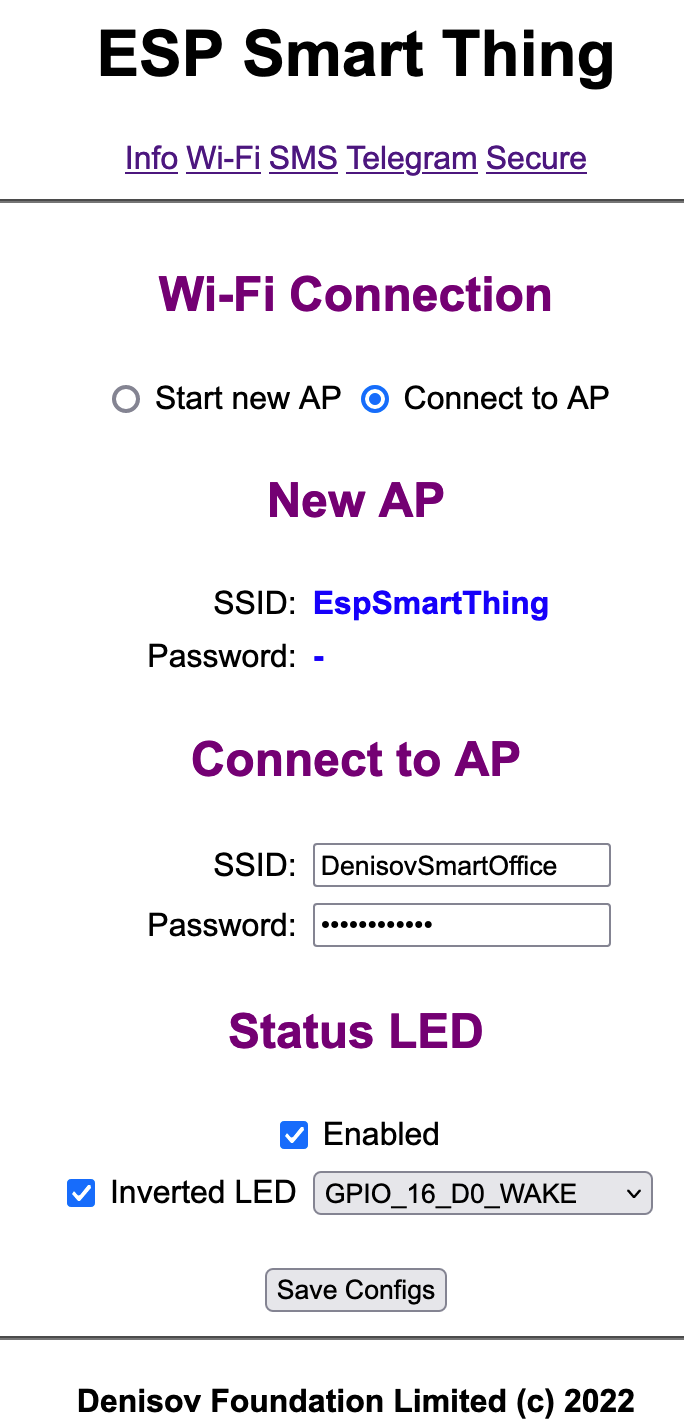 ESP Smart Thing
Info Wi-Fi SMS Telegram Secure
Wi-Fi Connection
Start new AP Connect to AP
New AP
SSID: EspSmartThing
Password: -
Connect to AP
SSID: DenisovSmartOffice
Password: ••••••••••••
Status LED
Enabled
Inverted LED GPIO_16_D0_WAKE
Save Configs
Denisov Foundation Limited (c) 2022